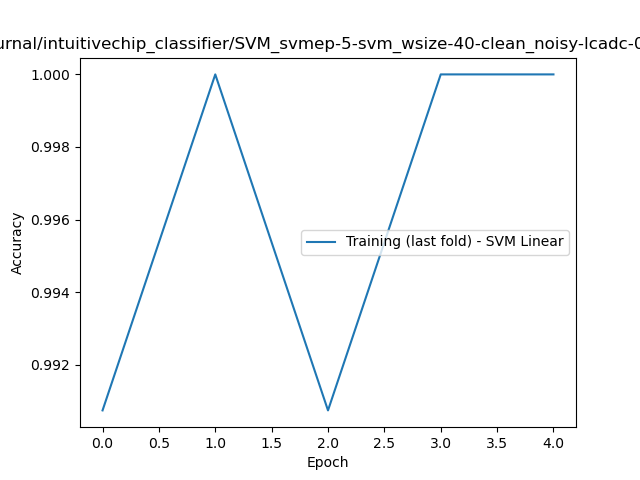 urnal/intuitivechip_classifier/SVM_svmep-5-svm_wsize-40-clean_noisy-lcadc-0
1.000
0.998
0.996
0.994
0.992
Accuracy
Training (last fold) - SVM Linear
0.0 0.5 1.0 1.5 2.0 2.5 3.0 3.5 4.0
Epoch